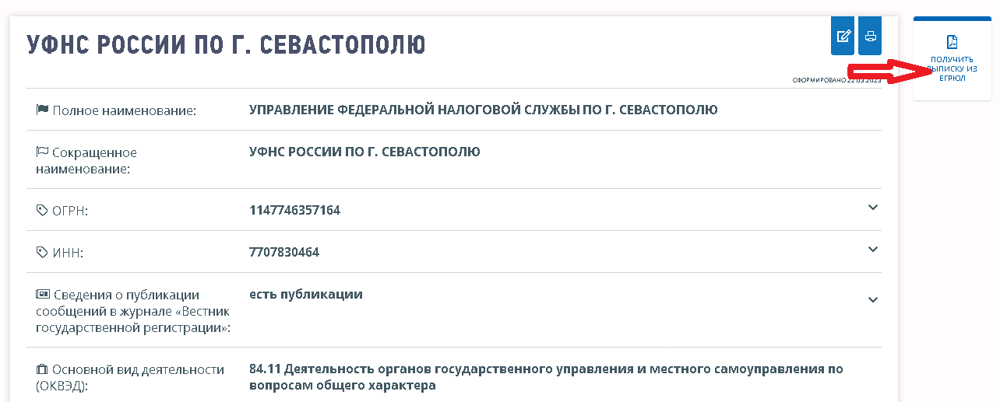 УФНС РОССИИ ПО Г. СЕВАСТОПОЛЮ
ПОЛУЧИТЬ
ВЫПИСКУ ИЗ
ЕГРЮЛ
СФОРМИРОВАНО 22.03.2023
Полное наименование:
УПРАВЛЕНИЕ ФЕДЕРАЛЬНОЙ НАЛОГОВОЙ СЛУЖБЫ ПО Г. СЕВАСТОПОЛЮ
Сокращенное
наименование:
УФНС РОССИИ ПО Г. СЕВАСТОПОЛЮ
ОГРН:
1147746357164
ИНН:
7707830464
Сведения о публикации
сообщений в журнале «Вестник
государственной регистрации»:
есть публикации
Основной вид деятельности
(ОКВЭД):
84.11 Деятельность органов государственного управления и местного самоуправления по
вопросам общего характера